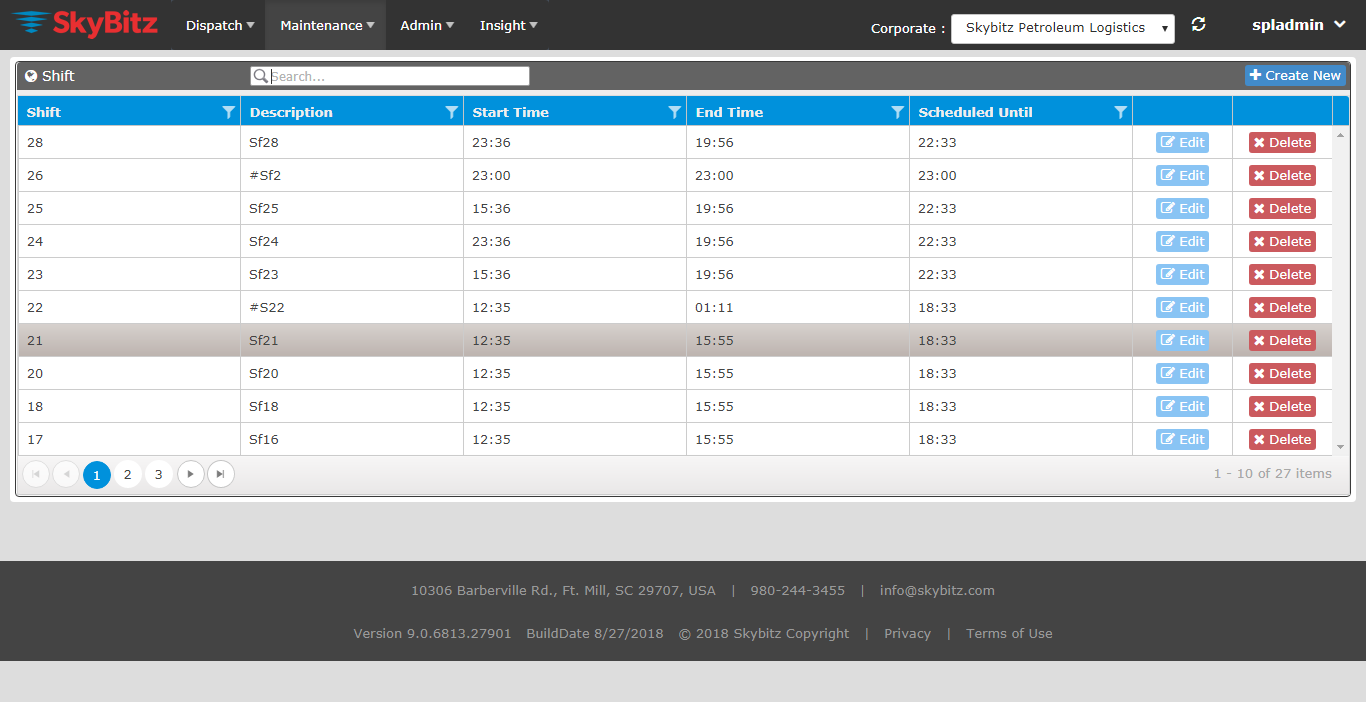 SkyBitz Dispatch Maintenance Admin Insight Corporate : Skybitz Petroleum Logistics spladmin
Shift Search... Create New
Shift Description Start Time End Time Scheduled Until
28 Sf28 23:36 19:56 22:33 Edit Delete
26 #Sf2 23:00 23:00 23:00 Edit Delete
25 Sf25 15:36 19:56 22:33 Edit Delete
24 Sf24 23:36 19:56 22:33 Edit Delete
23 Sf23 15:36 19:56 22:33 Edit Delete
22 #S22 12:35 01:11 18:33 Edit Delete
21 Sf21 12:35 15:55 18:33 Edit Delete
20 Sf20 12:35 15:55 18:33 Edit Delete
18 Sf18 12:35 15:55 18:33 Edit Delete
17 Sf16 12:35 15:55 18:33 Edit Delete
1 2 3 1 - 10 of 27 items
10306 Barberville Rd., Ft. Mill, SC 29707, USA | 980-244-3455 | info@skybitz.com
Version 9.0.6813.27901 BuildDate 8/27/2018 © 2018 Skybitz Copyright | Privacy | Terms of Use